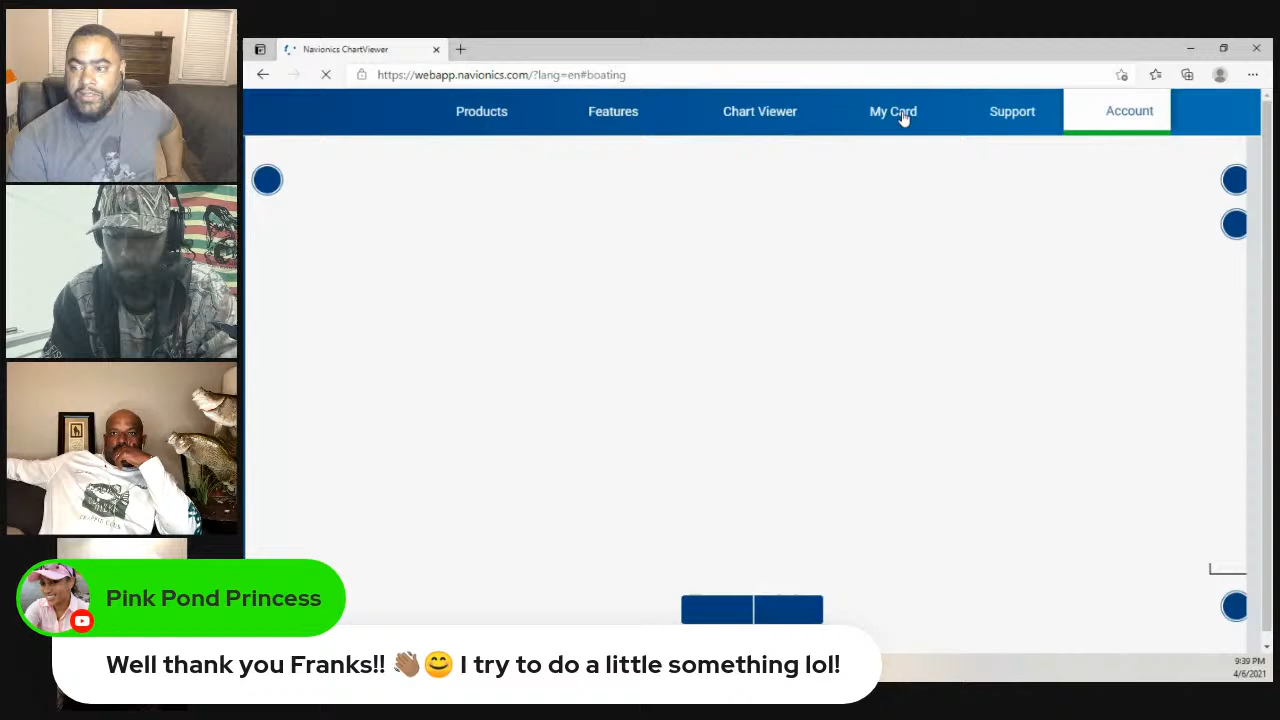 Navionics ChartViewer
https://webapp.navionics.com/?lang=en#boating
Products
Features
Chart Viewer
My Card
Support
Account
Pink Pond Princess
Well thank you Franks!! 👋🏽😊 I try to do a little something lol!
9:39 PM
4/6/2021